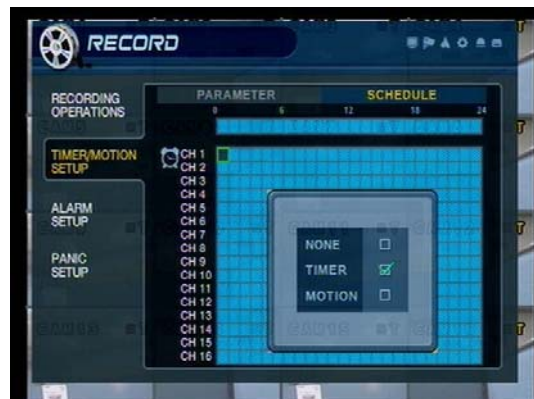 RECORD
PARAMETER SCHEDULE
0 6 12 18 24
RECORDING
OPERATIONS
TIMER/MOTION
SETUP
ALARM
SETUP
PANIC
SETUP
CH 1
CH 2
CH 3
CH 4
CH 5
CH 6
CH 7
CH 8
CH 9
CH 10
CH 11
CH 12
CH 13
CH 14
CH 15
CH 16
NONE
TIMER
MOTION